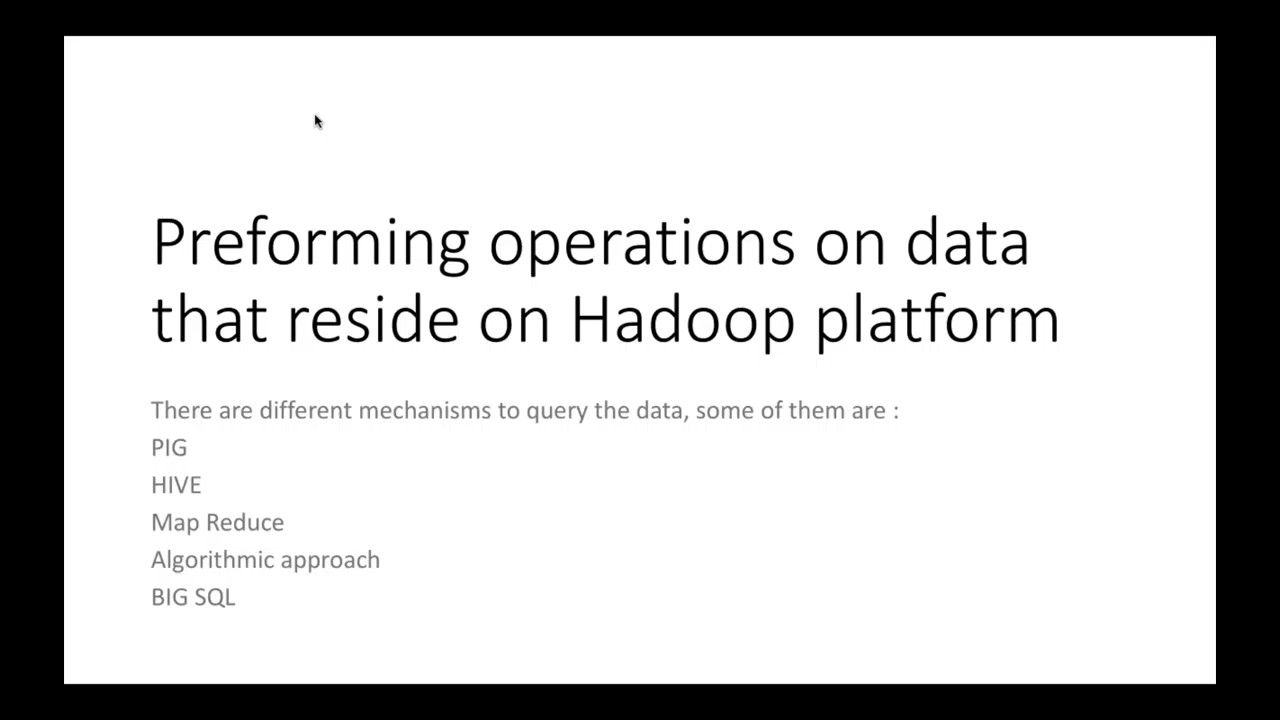 Preforming operations on data
that reside on Hadoop platform
There are different mechanisms to query the data, some of them are :
PIG
HIVE
Map Reduce
Algorithmic approach
BIG SQL